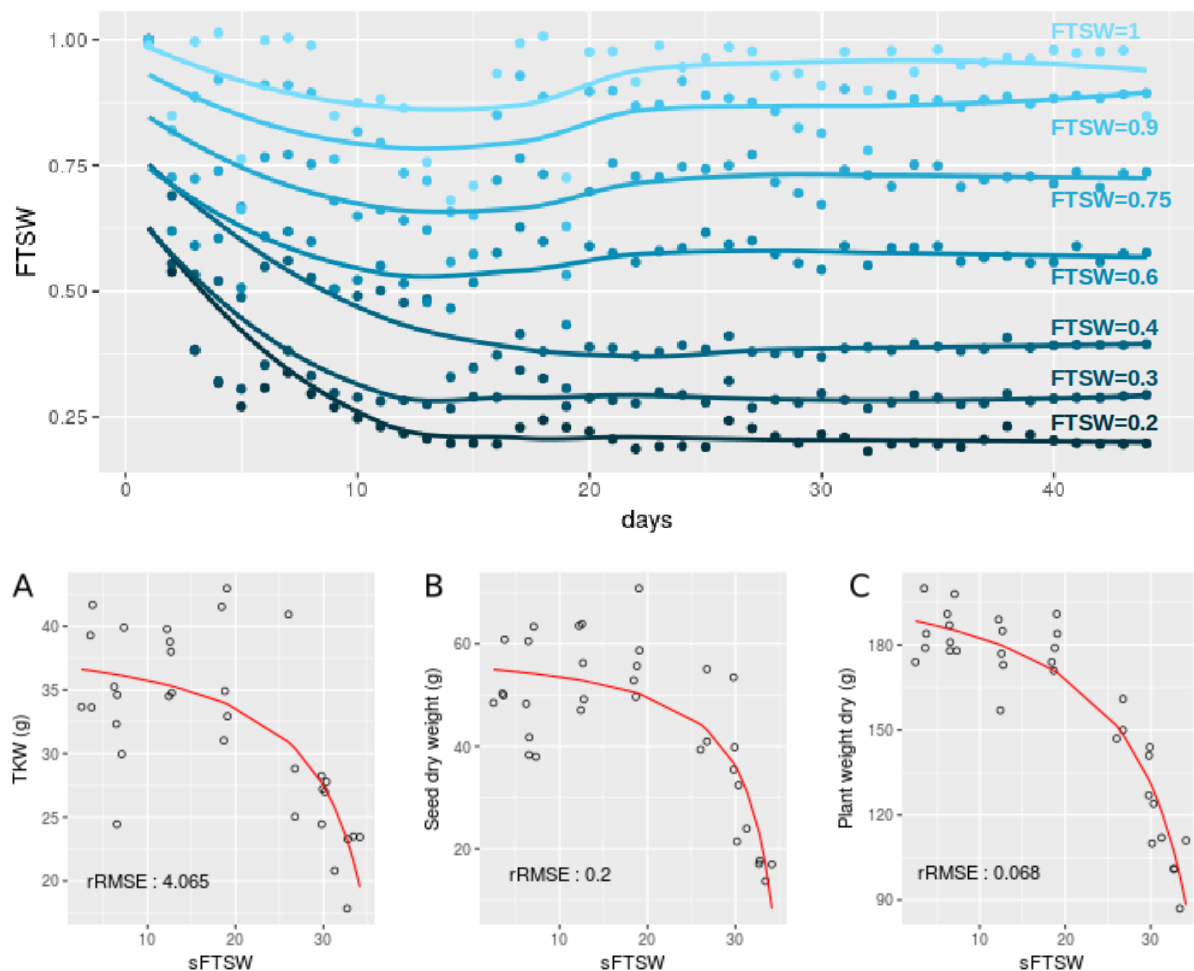 FTSW
1.00
0.75
0.50
0.25
FTSW=1
FTSW=0.9
FTSW=0.75
FTSW=0.6
FTSW=0.4
FTSW=0.3
FTSW=0.2
0 10 20 30 40
days
A
TKW (g)
40
35
30
25
20
rRMSE : 4.065
10 20 30
sFTSW
B
Seed dry weight (g)
60
40
20
rRMSE : 0.2
10 20 30
sFTSW
C
Plant weight dry (g)
180
150
120
90
rRMSE : 0.068
10 20 30
sFTSW